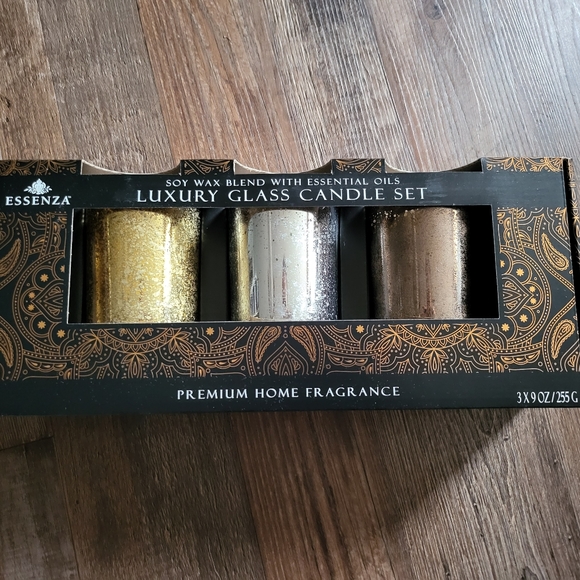 ESSENZA
SOY WAX BLEND WITH ESSENTIAL OILS
LUXURY GLASS CANDLE SET
PREMIUM HOME FRAGRANCE
3 X 9 OZ / 255 G